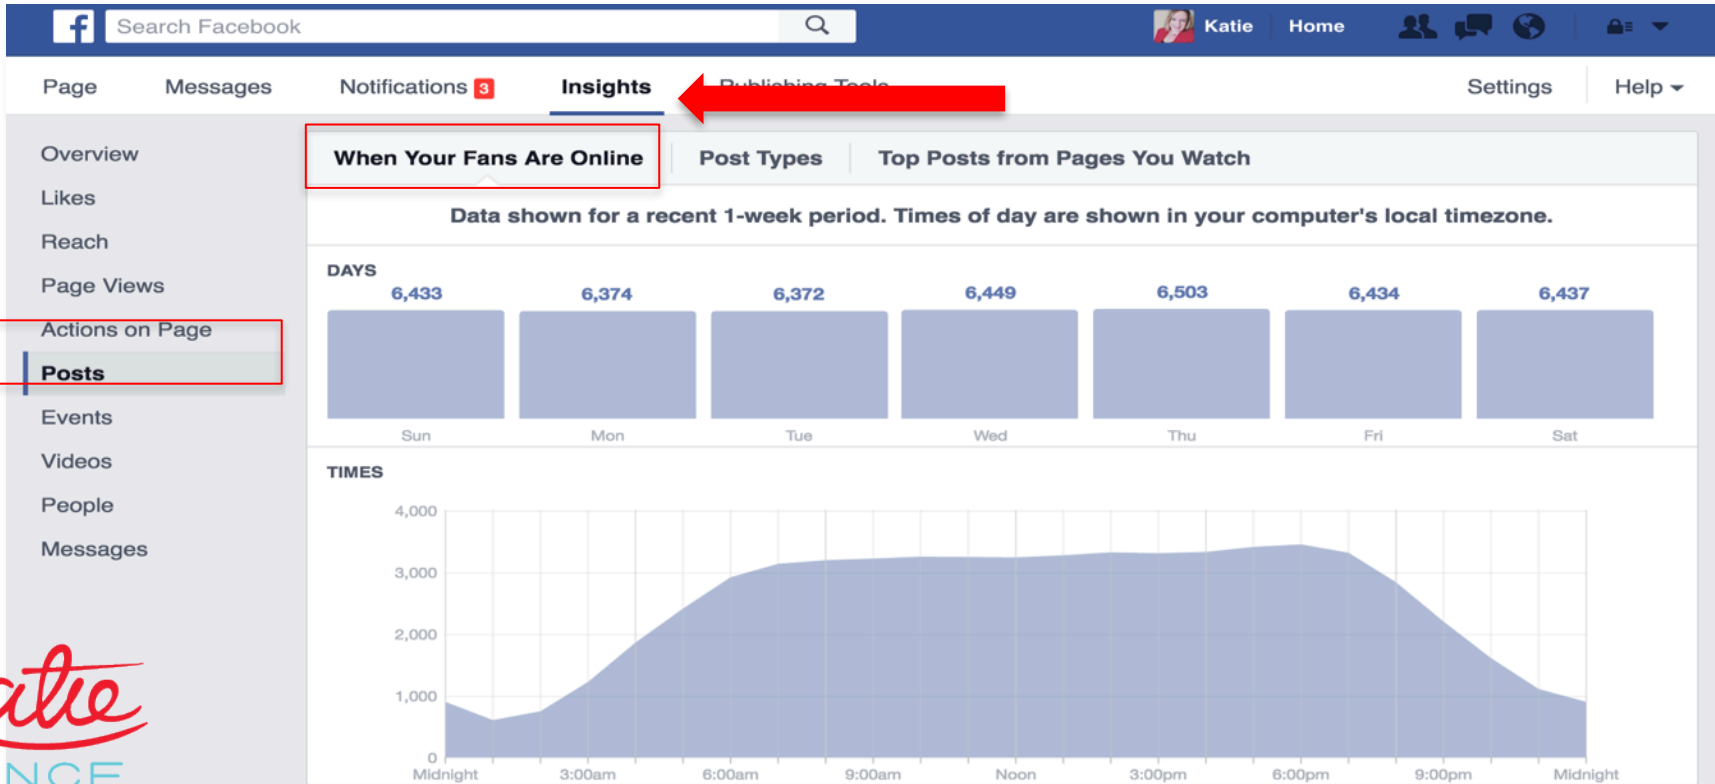 f Search Facebook Katie Home
Page Messages Notifications 3 Insights Publishing Tools Settings Help
Overview
Likes
Reach
Page Views
Actions on Page
Posts
Events
Videos
People
Messages
When Your Fans Are Online Post Types Top Posts from Pages You Watch
Data shown for a recent 1-week period. Times of day are shown in your computer's local timezone.
DAYS
6,433 6,374 6,372 6,449 6,503 6,434 6,437
Sun Mon Tue Wed Thu Fri Sat
TIMES
4,000
3,000
2,000
1,000
0
Midnight 3:00am 6:00am 9:00am Noon 3:00pm 6:00pm 9:00pm Midnight
atie
NCE